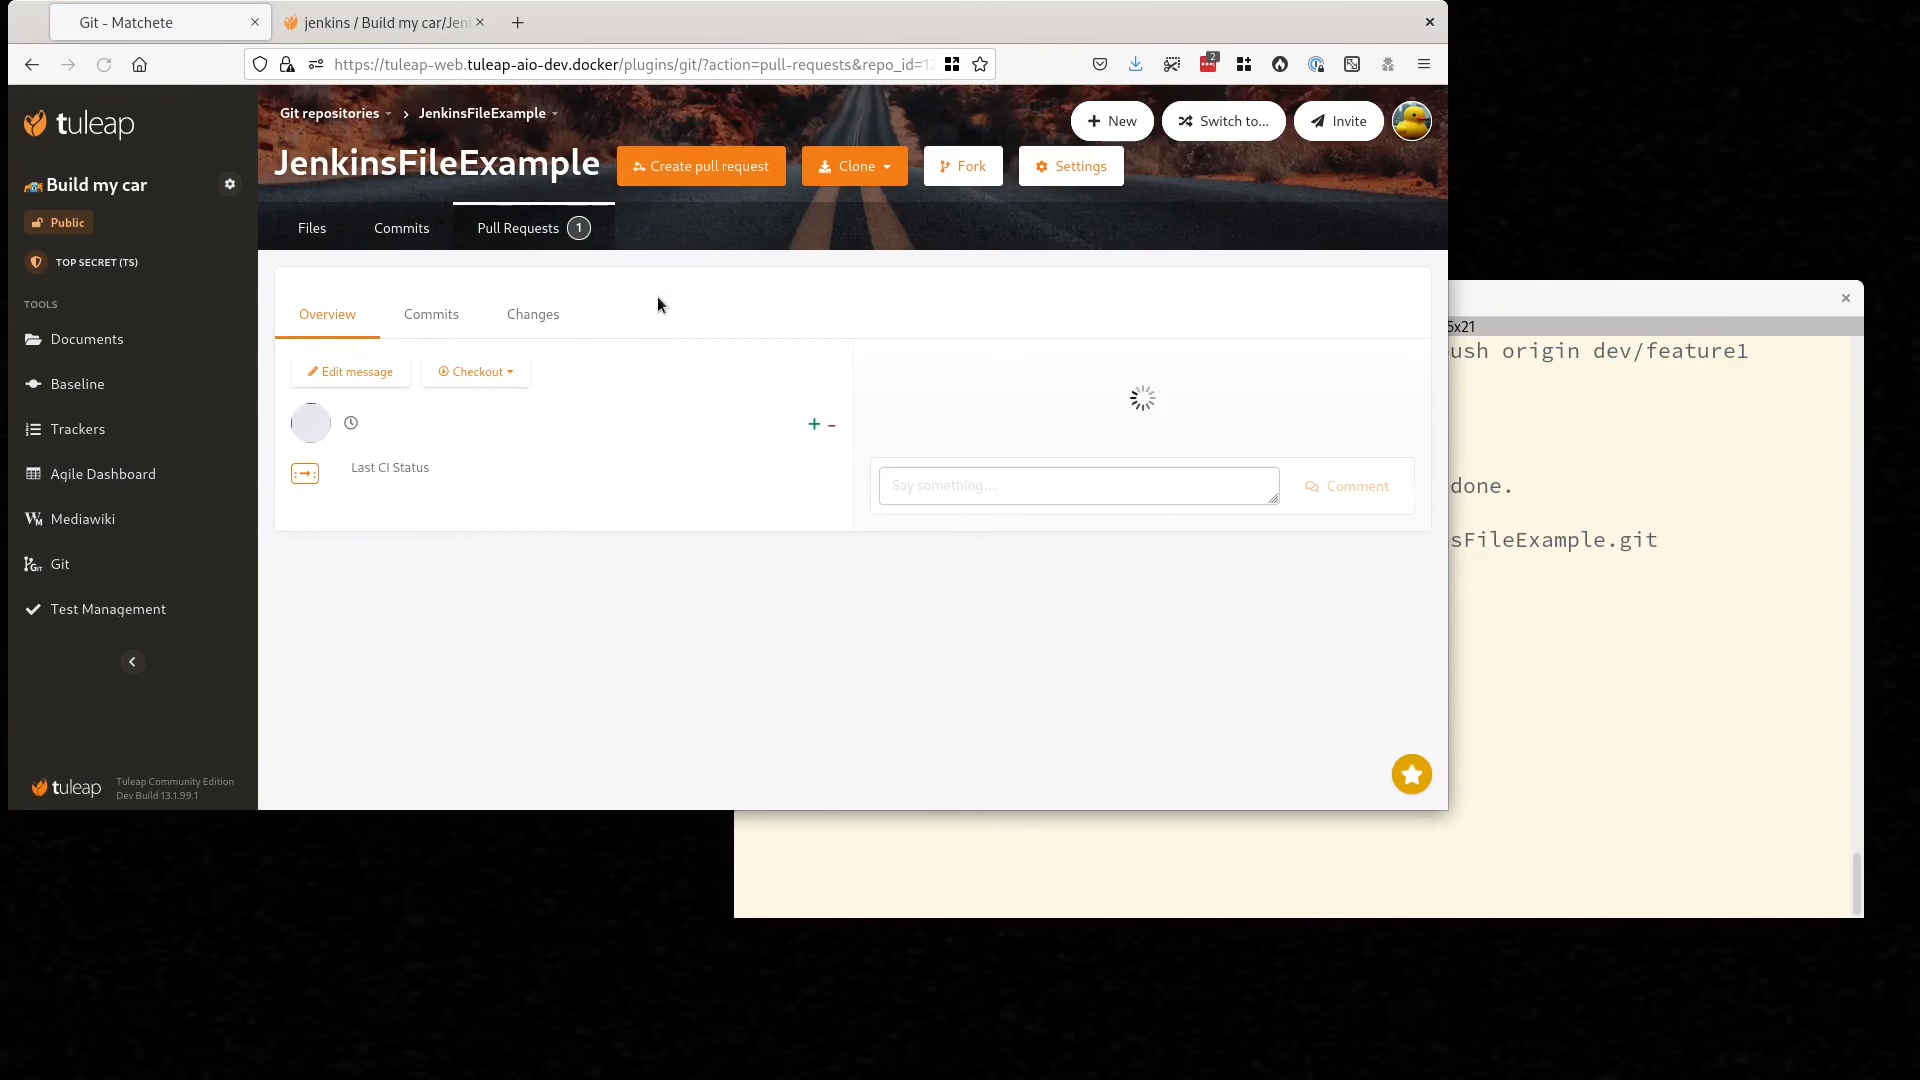 Git - Matchete
jenkins / Build my car/Jen
https://tuleap-web.tuleap-aio-dev.docker/plugins/git/?action=pull-requests&repo_id=12
2
tuleap
Build my car
Public
TOP SECRET (TS)
TOOLS
Documents
Baseline
Trackers
Agile Dashboard
Mediawiki
Git
Test Management
tuleap
Tuleap Community Edition
Dev Build 13.1.99.1
Git repositories
JenkinsFileExample
New
Switch to...
Invite
JenkinsFileExample
Create pull request
Clone
Fork
Settings
Files
Commits
Pull Requests
1
Overview
Commits
Changes
Edit message
Checkout
Last CI Status
Say something...
Comment
5x21
ush origin dev/feature1
done.
sFileExample.git